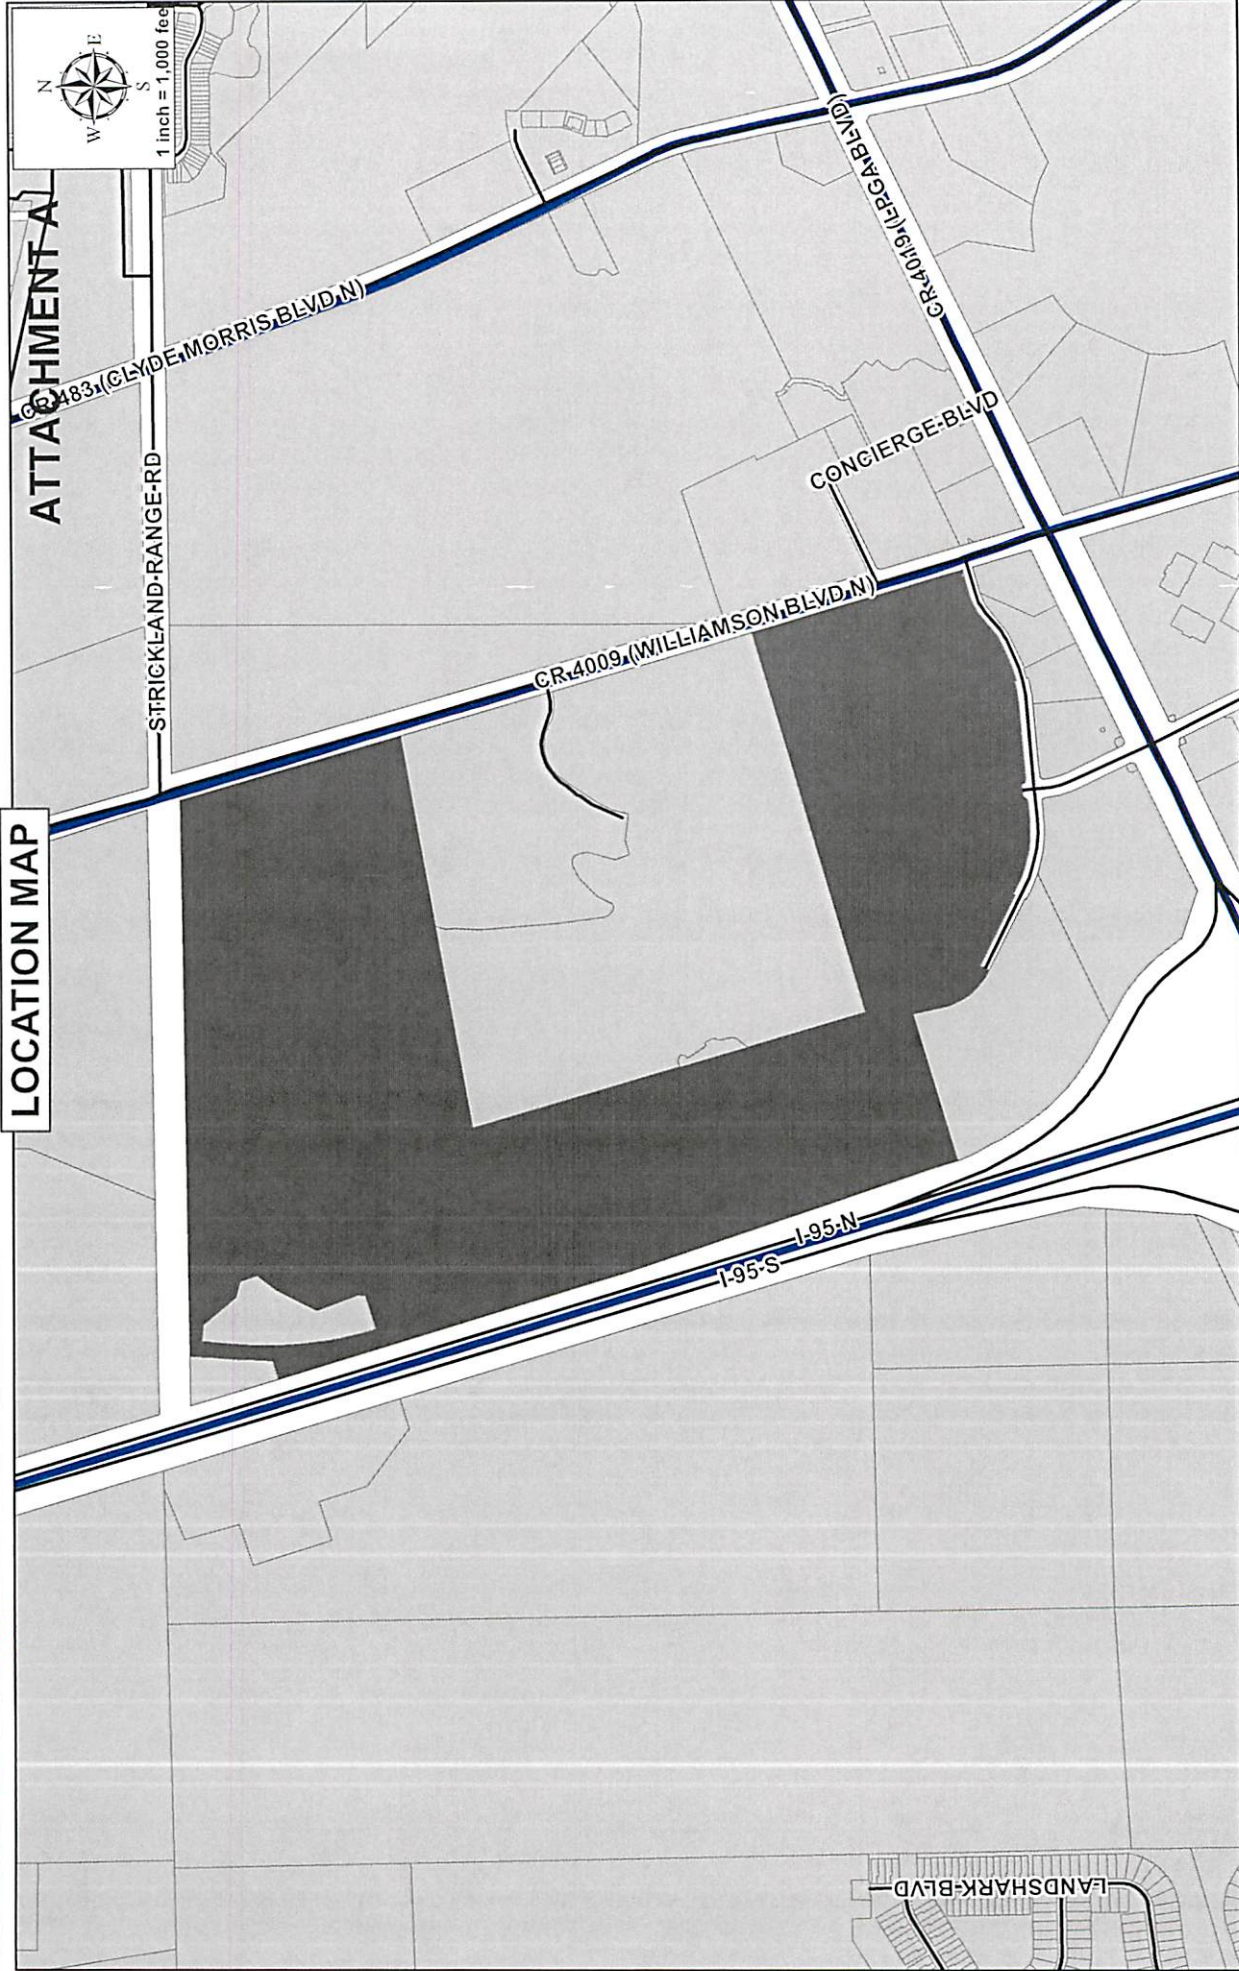 LOCATION MAP
ATTACHMENT A
N
W
E
S
1 inch = 1,000 fee
STRICKLAND-RANGE-RD
CR 483 (CLYDE MORRIS BLVD N)
CR 4009 (WILLIAMSON BLVD N)
CONCIERGE-BLVD
CR 4019 (LPGA BLVD)
I-95-N
I-95-S
LANDSHARK-BLVD